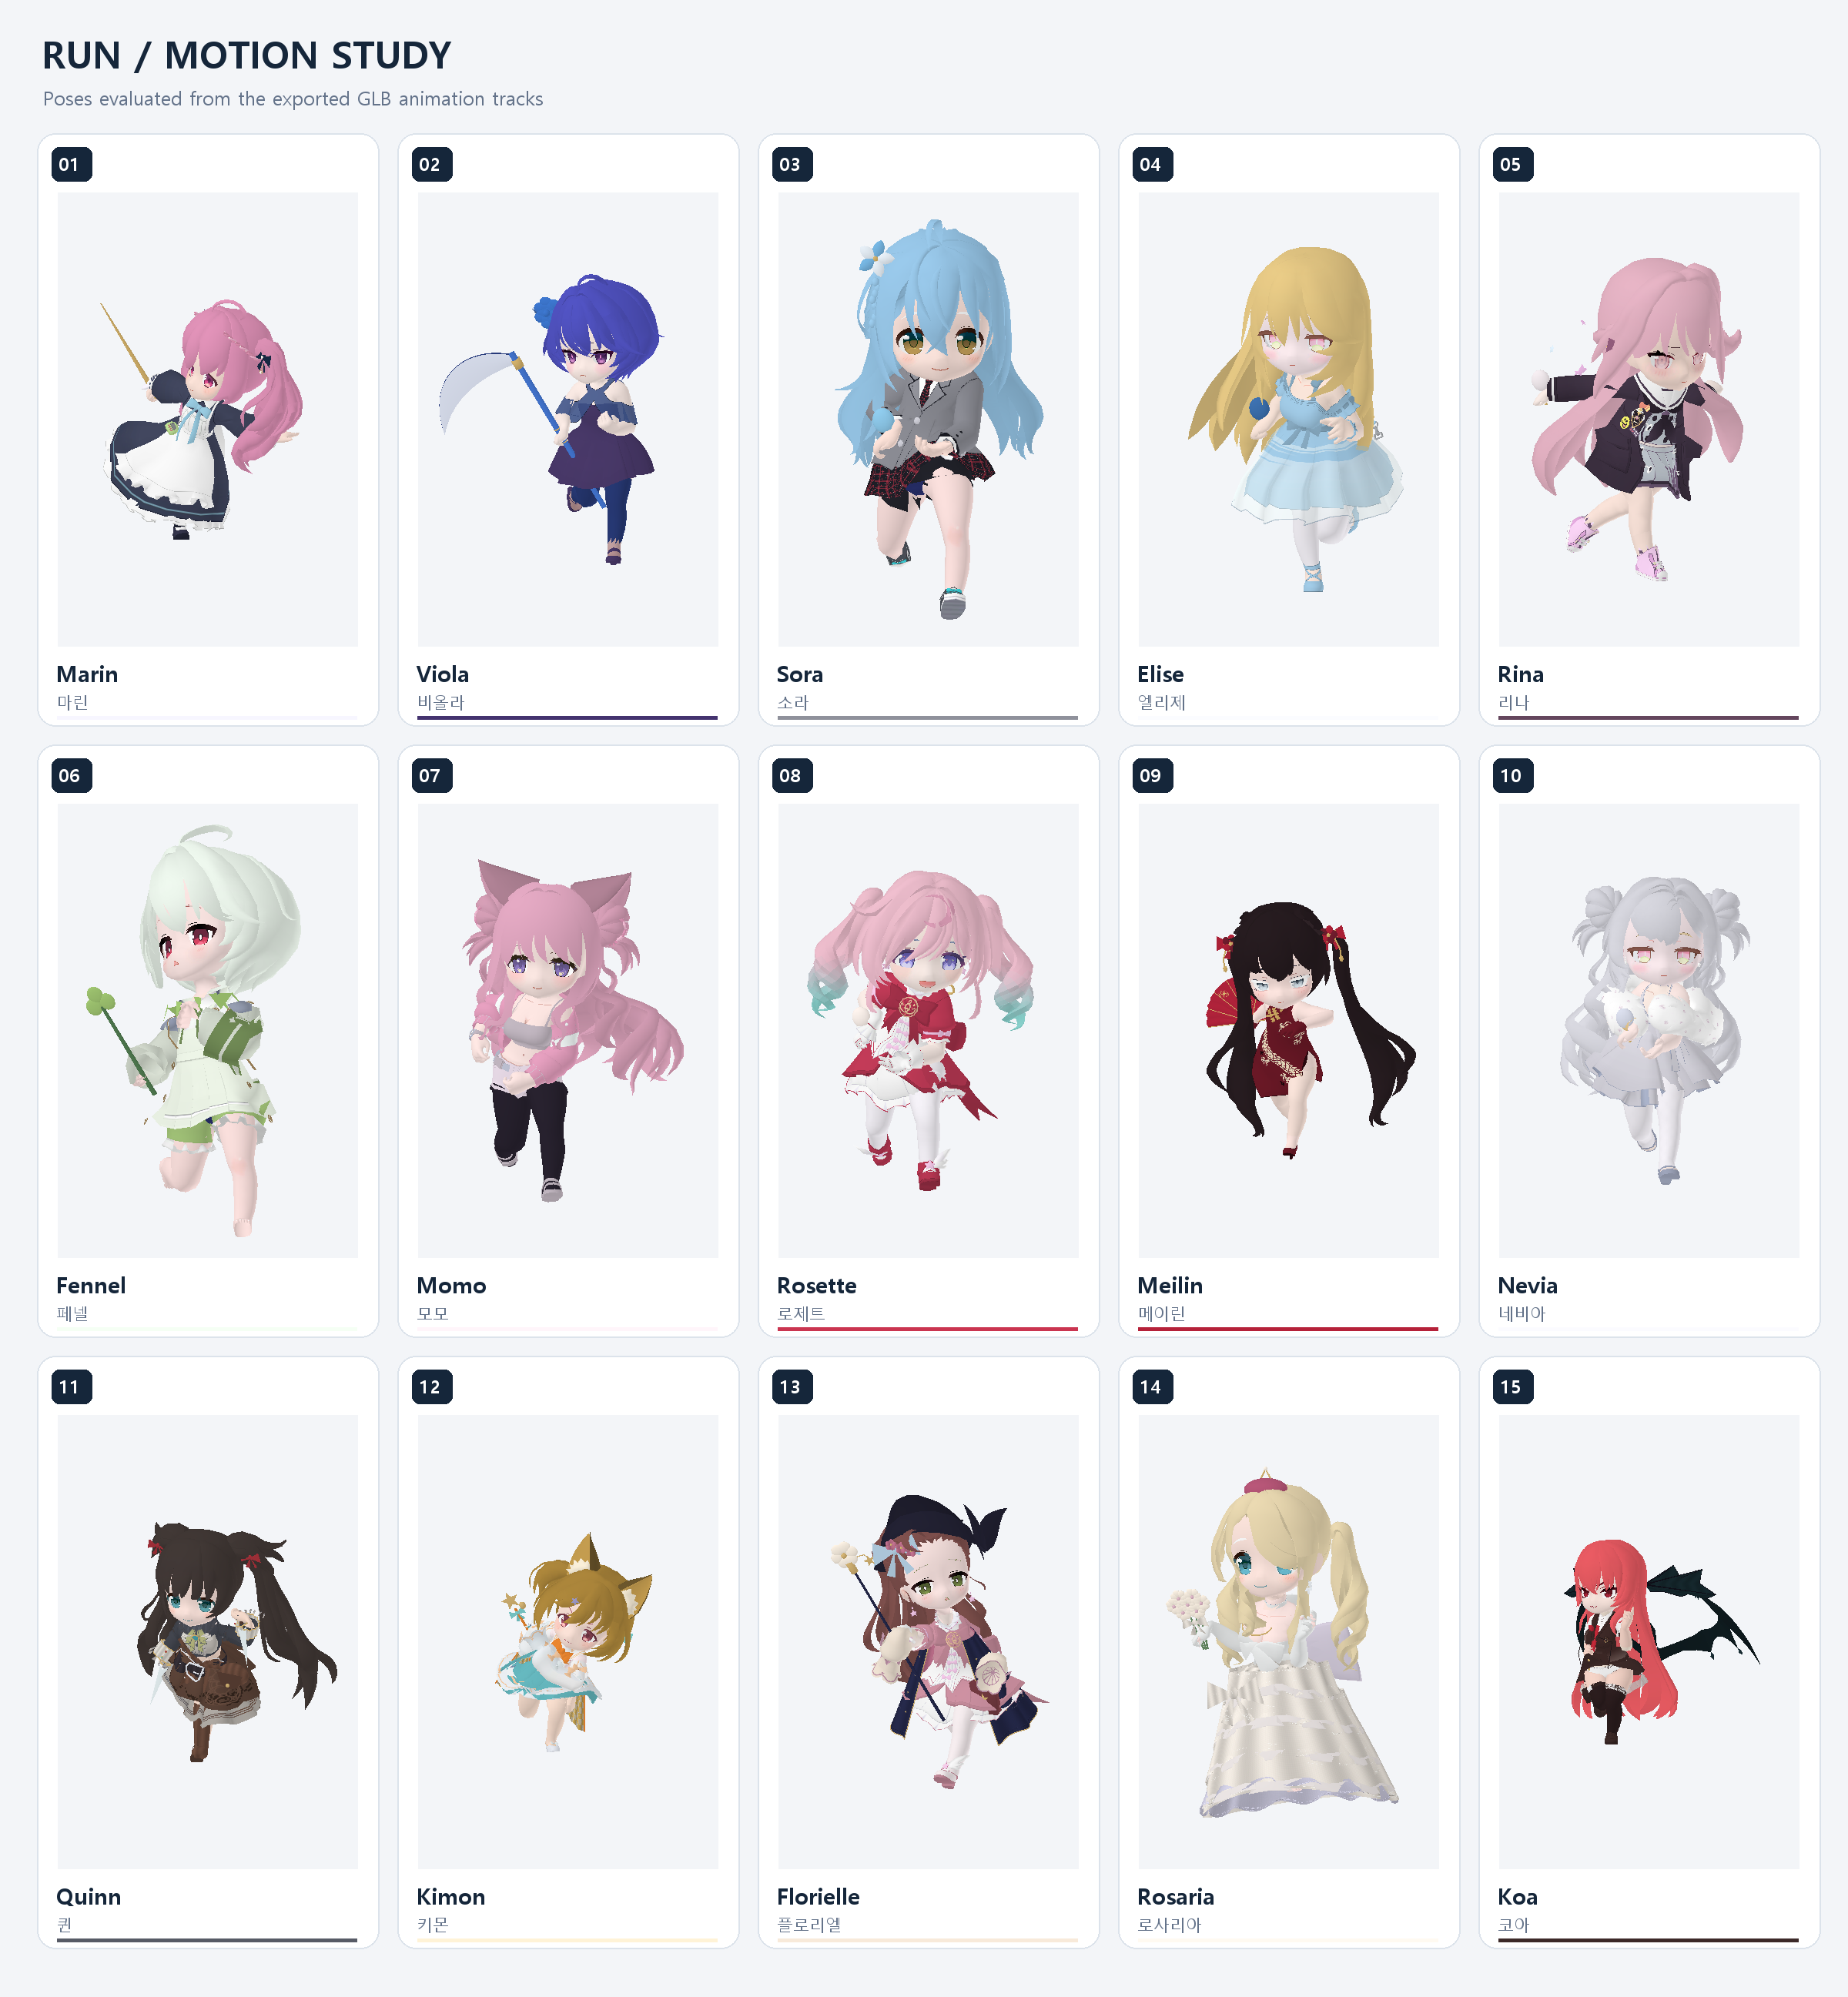 RUN / MOTION STUDY
Poses evaluated from the exported GLB animation tracks
01
02
03
04
05
Marin
마린
Viola
비올라
Sora
소라
Elise
엘리제
Rina
리나
06
07
08
09
10
Fennel
페넬
Momo
모모
Rosette
로제트
Meilin
메이린
Nevia
네비아
11
12
13
14
15
Quinn
퀸
Kimon
키몬
Florielle
플로리엘
Rosaria
로사리아
Koa
코아